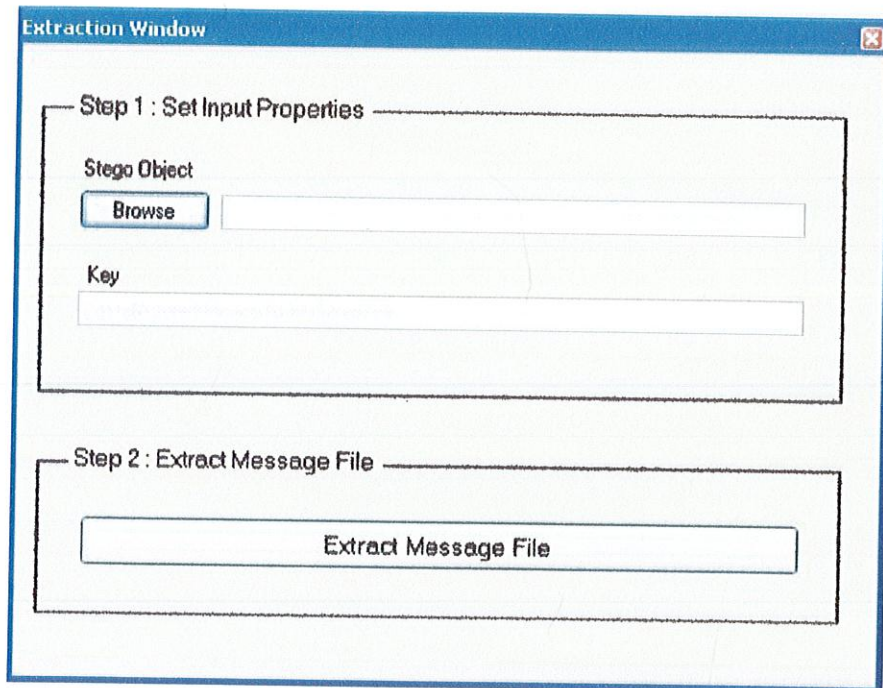 Extraction Window
Step 1 : Set Input Properties
Stego Object
Browse
Key
Step 2 : Extract Message File
Extract Message File